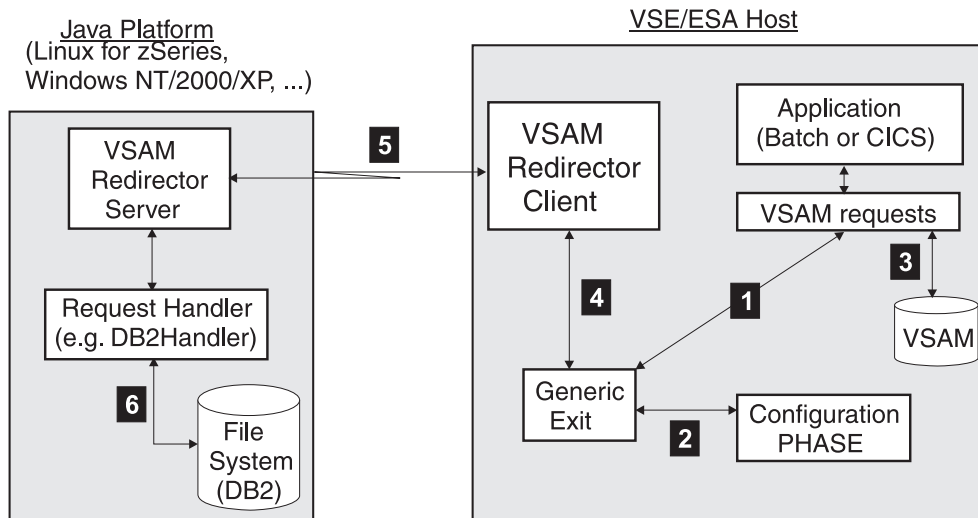 Java Platform
(Linux for zSeries,
Windows NT/2000/XP, ...)
VSAM
Redirector
Server
Request Handler
(e.g. DB2Handler)
6
File
System
(DB2)
5
VSE/ESA Host
VSAM
Redirector
Client
Application
(Batch or CICS)
VSAM requests
3
VSAM
4
1
Generic
Exit
2
Configuration
PHASE